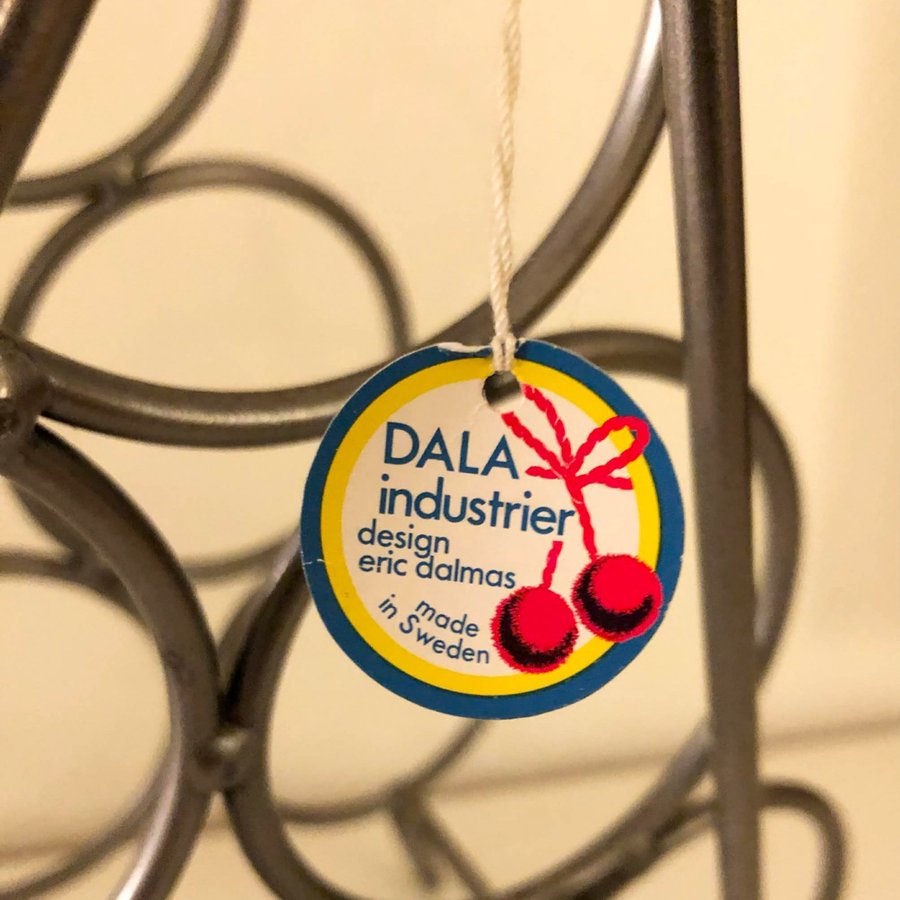 DALA
industrier
design
eric dalmas
made
in Sweden